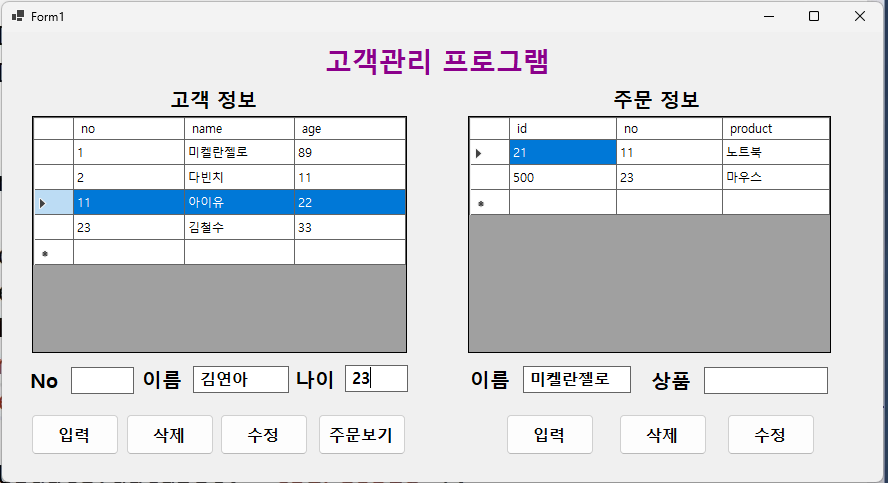 Form1
고객관리 프로그램
고객 정보
no name age
1 미켈란젤로 89
2 다빈치 11
11 아이유 22
23 김철수 33
No 이름 김연아 나이 23
입력 삭제 수정 주문보기
주문 정보
id no product
21 11 노트북
500 23 마우스
이름 미켈란젤로 상품
입력 삭제 수정